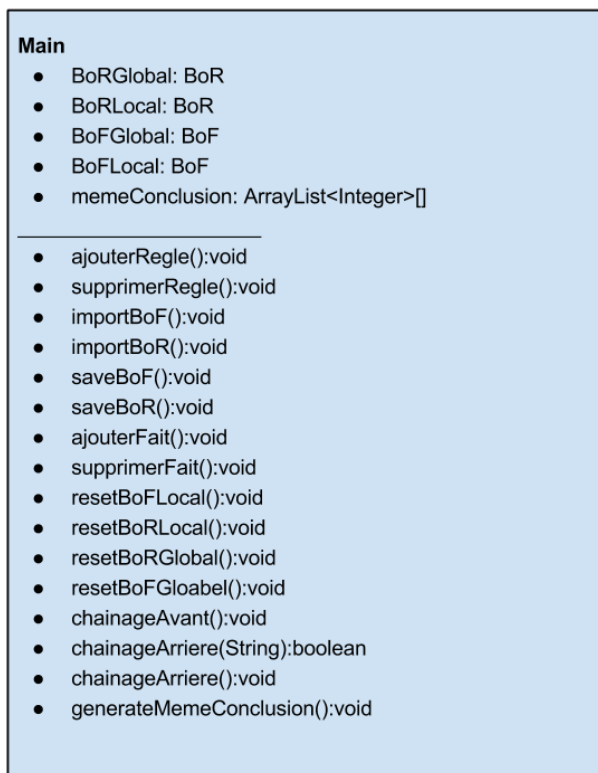 Main
● BoRGlobal: BoR
● BoRLocal: BoR
● BoFGlobal: BoF
● BoFLocal: BoF
● memeConclusion: ArrayList<Integer>[]
● ajouterRegle():void
● supprimerRegle():void
● importBoF():void
● importBoR():void
● saveBoF():void
● saveBoR():void
● ajouterFait():void
● supprimerFait():void
● resetBoFLocal():void
● resetBoRLocal():void
● resetBoRGlobal():void
● resetBoFGloabel():void
● chainageAvant():void
● chainageArriere(String):boolean
● chainageArriere():void
● generateMemeConclusion():void